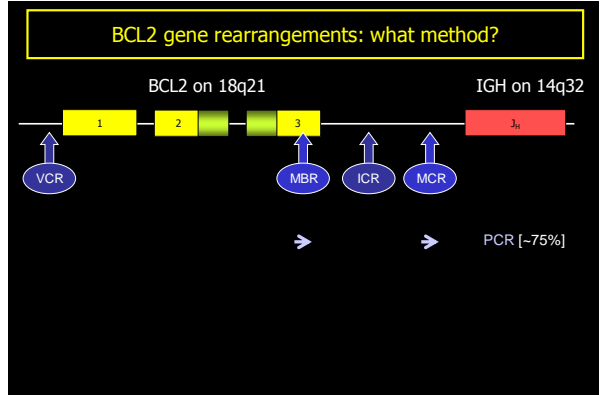 BCL2 gene rearrangements: what method?
BCL2 on 18q21 IGH on 14q32
1 2 3 JH
VCR MBR ICR MCR
PCR [~75%]